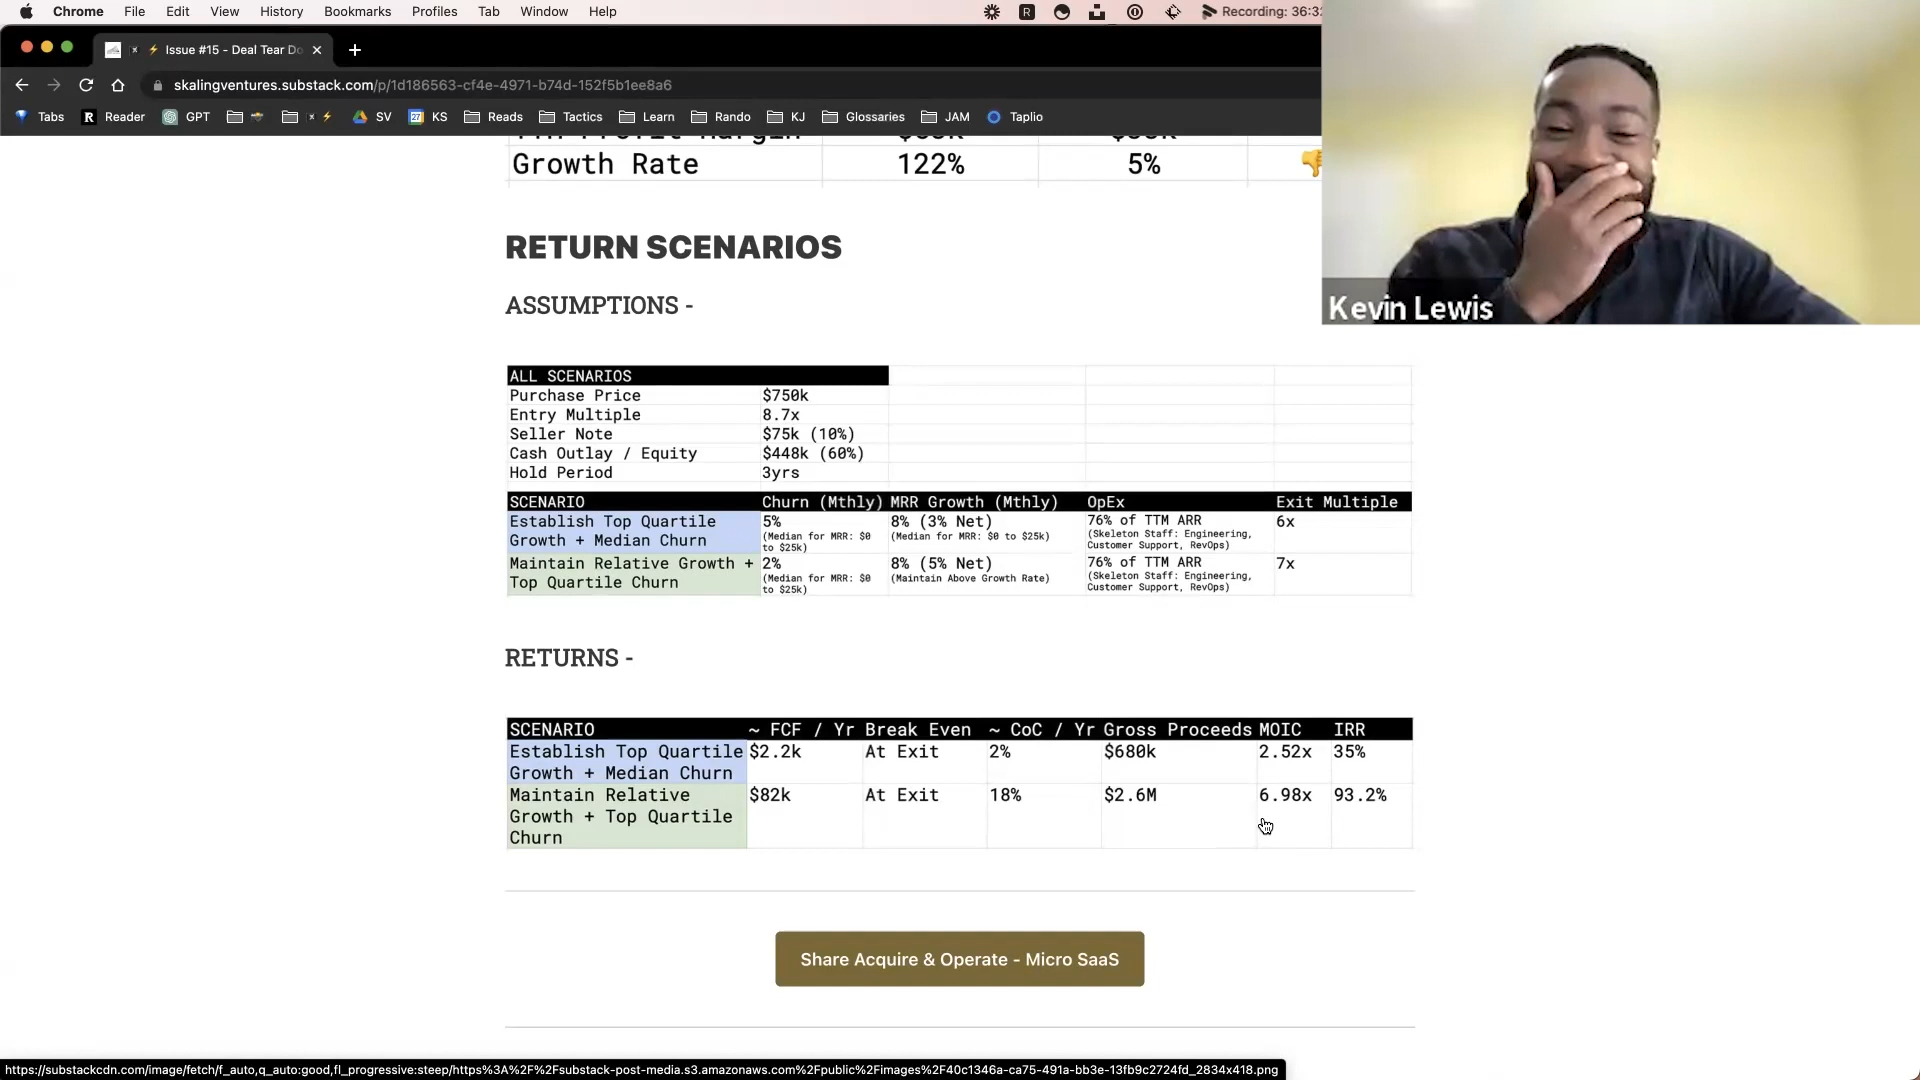 Chrome File Edit View History Bookmarks Profiles Tab Window Help
Recording: 36:3
Issue #15 - Deal Tear Do
skalingventures.substack.com/p/1d186563-cf4e-4971-b74d-152f5b1ee8a6
Tabs R Reader GPT SV 27 KS Reads Tactics Learn Rando KJ Glossaries JAM Taplio
Growth Rate 122% 5%
Kevin Lewis
RETURN SCENARIOS
ASSUMPTIONS -
ALL SCENARIOS
Purchase Price $750k
Entry Multiple 8.7x
Seller Note $75k (10%)
Cash Outlay / Equity $448k (60%)
Hold Period 3yrs
SCENARIO Churn (Mthly) MRR Growth (Mthly) OpEx Exit Multiple
Establish Top Quartile Growth + Median Churn 5% (Median for MRR: $0 to $25k) 8% (3% Net) (Median for MRR: $0 to $25k) 76% of TTM ARR (Skeleton Staff: Engineering, Customer Support, RevOps) 6x
Maintain Relative Growth + Top Quartile Churn 2% (Median for MRR: $0 to $25k) 8% (5% Net) (Maintain Above Growth Rate) 76% of TTM ARR (Skeleton Staff: Engineering, Customer Support, RevOps) 7x
RETURNS -
SCENARIO ~ FCF / Yr Break Even ~ CoC / Yr Gross Proceeds MOIC IRR
Establish Top Quartile Growth + Median Churn $2.2k At Exit 2% $680k 2.52x 35%
Maintain Relative Growth + Top Quartile Churn $82k At Exit 18% $2.6M 6.98x 93.2%
Share Acquire & Operate - Micro SaaS
https://substackcdn.com/image/fetch/f_auto,q_auto:good,fl_progressive:steep/https%3A%2F%2Fsubstack-post-media.s3.amazonaws.com%2Fpublic%2Fimages%2F40c1346a-ca75-491a-bb3e-13fb9c2724fd_2834x418.png